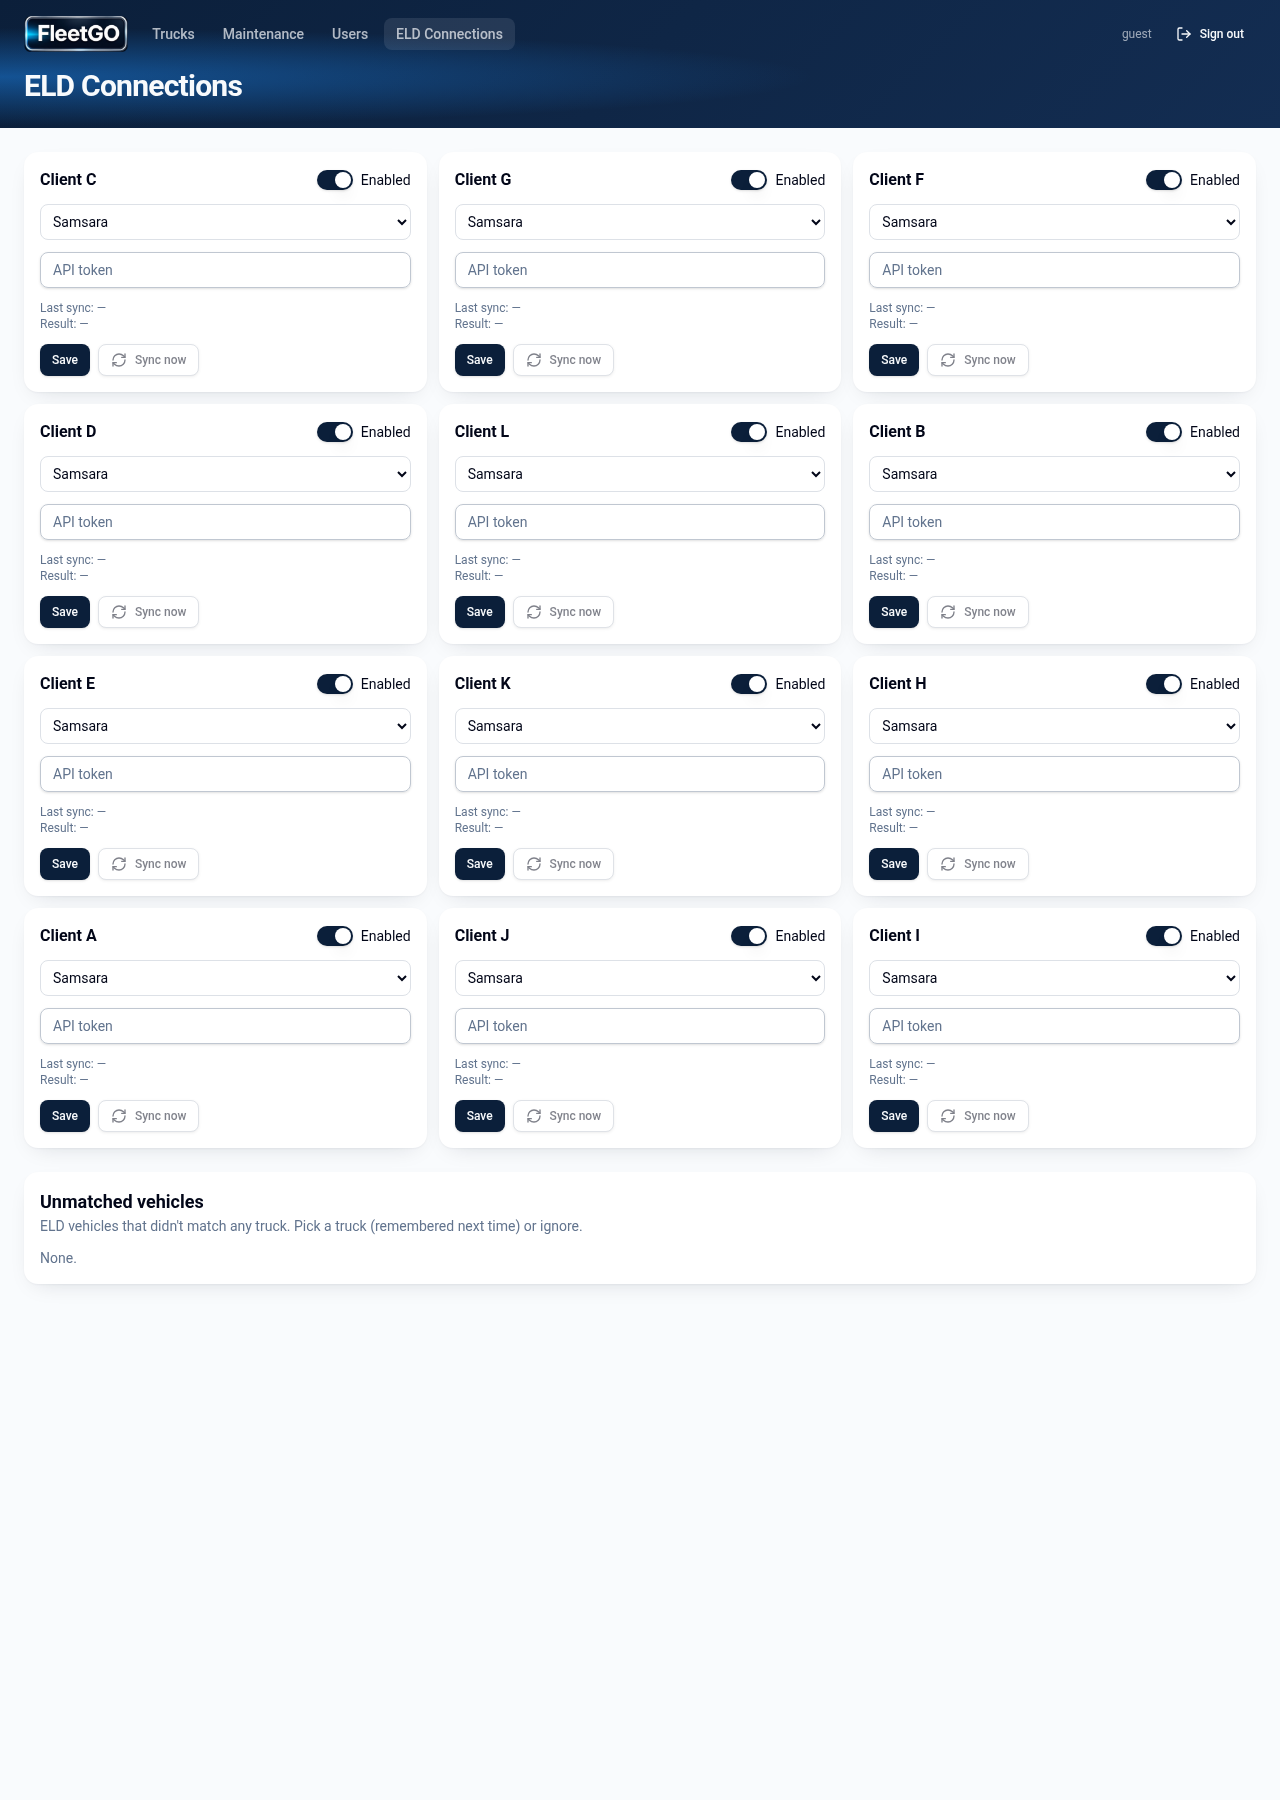 FleetGO Trucks Maintenance Users ELD Connections guest Sign out
ELD Connections
Client C Enabled Client G Enabled Client F Enabled
Samsara Samsara Samsara
API token API token API token
Last sync: — Last sync: — Last sync: —
Result: — Result: — Result: —
Save Sync now Save Sync now Save Sync now
Client D Enabled Client L Enabled Client B Enabled
Samsara Samsara Samsara
API token API token API token
Last sync: — Last sync: — Last sync: —
Result: — Result: — Result: —
Save Sync now Save Sync now Save Sync now
Client E Enabled Client K Enabled Client H Enabled
Samsara Samsara Samsara
API token API token API token
Last sync: — Last sync: — Last sync: —
Result: — Result: — Result: —
Save Sync now Save Sync now Save Sync now
Client A Enabled Client J Enabled Client I Enabled
Samsara Samsara Samsara
API token API token API token
Last sync: — Last sync: — Last sync: —
Result: — Result: — Result: —
Save Sync now Save Sync now Save Sync now
Unmatched vehicles
ELD vehicles that didn't match any truck. Pick a truck (remembered next time) or ignore.
None.